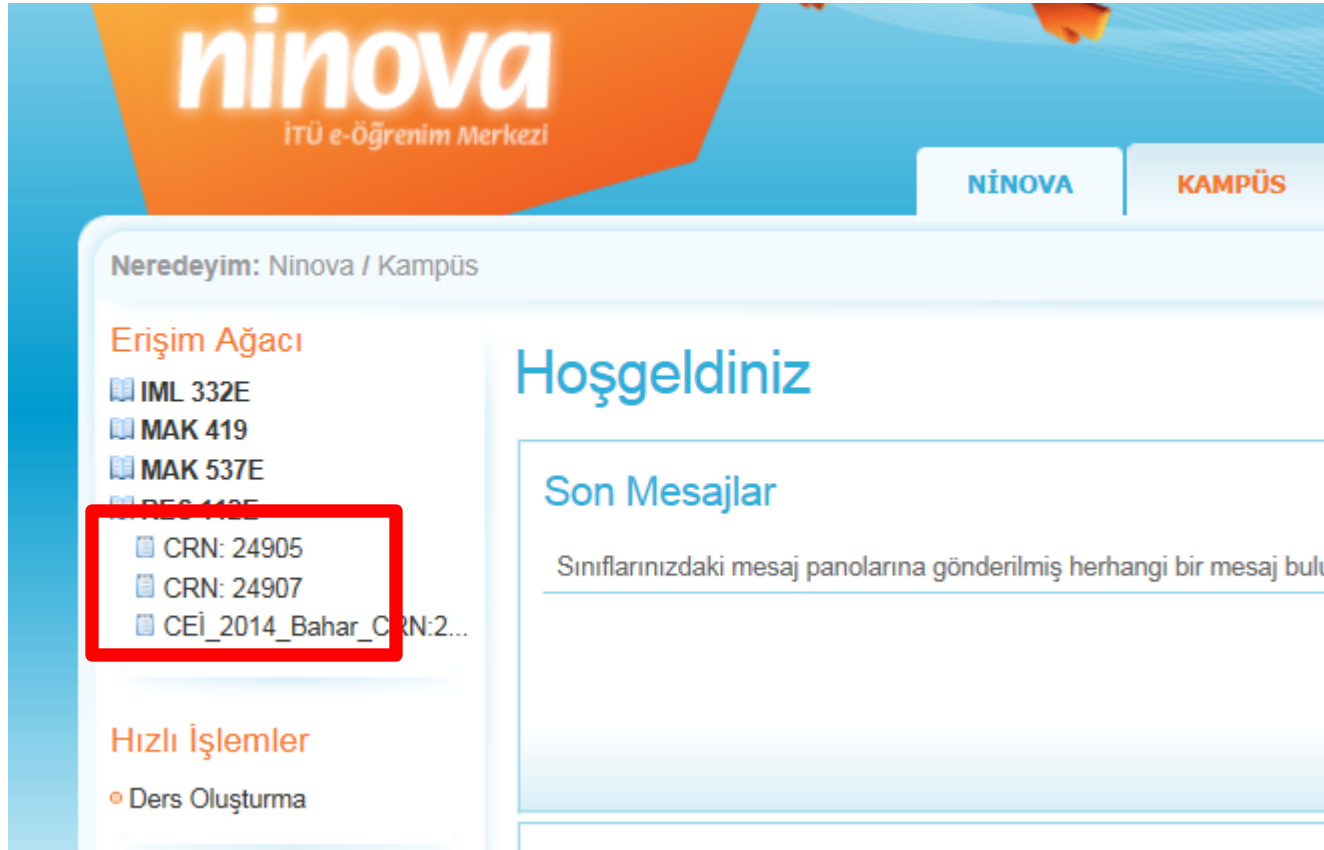 ninova
İTÜ e-Öğrenim Merkezi
NİNOVA
KAMPÜS
Neredeyim: Ninova / Kampüs
Erişim Ağacı
IML 332E
MAK 419
MAK 537E
RES 112E
CRN: 24905
CRN: 24907
CEİ_2014_Bahar_CRN:2...
Hızlı İşlemler
Ders Oluşturma
Hoşgeldiniz
Son Mesajlar
Sınıflarınızdaki mesaj panolarına gönderilmiş herhangi bir mesaj bulu